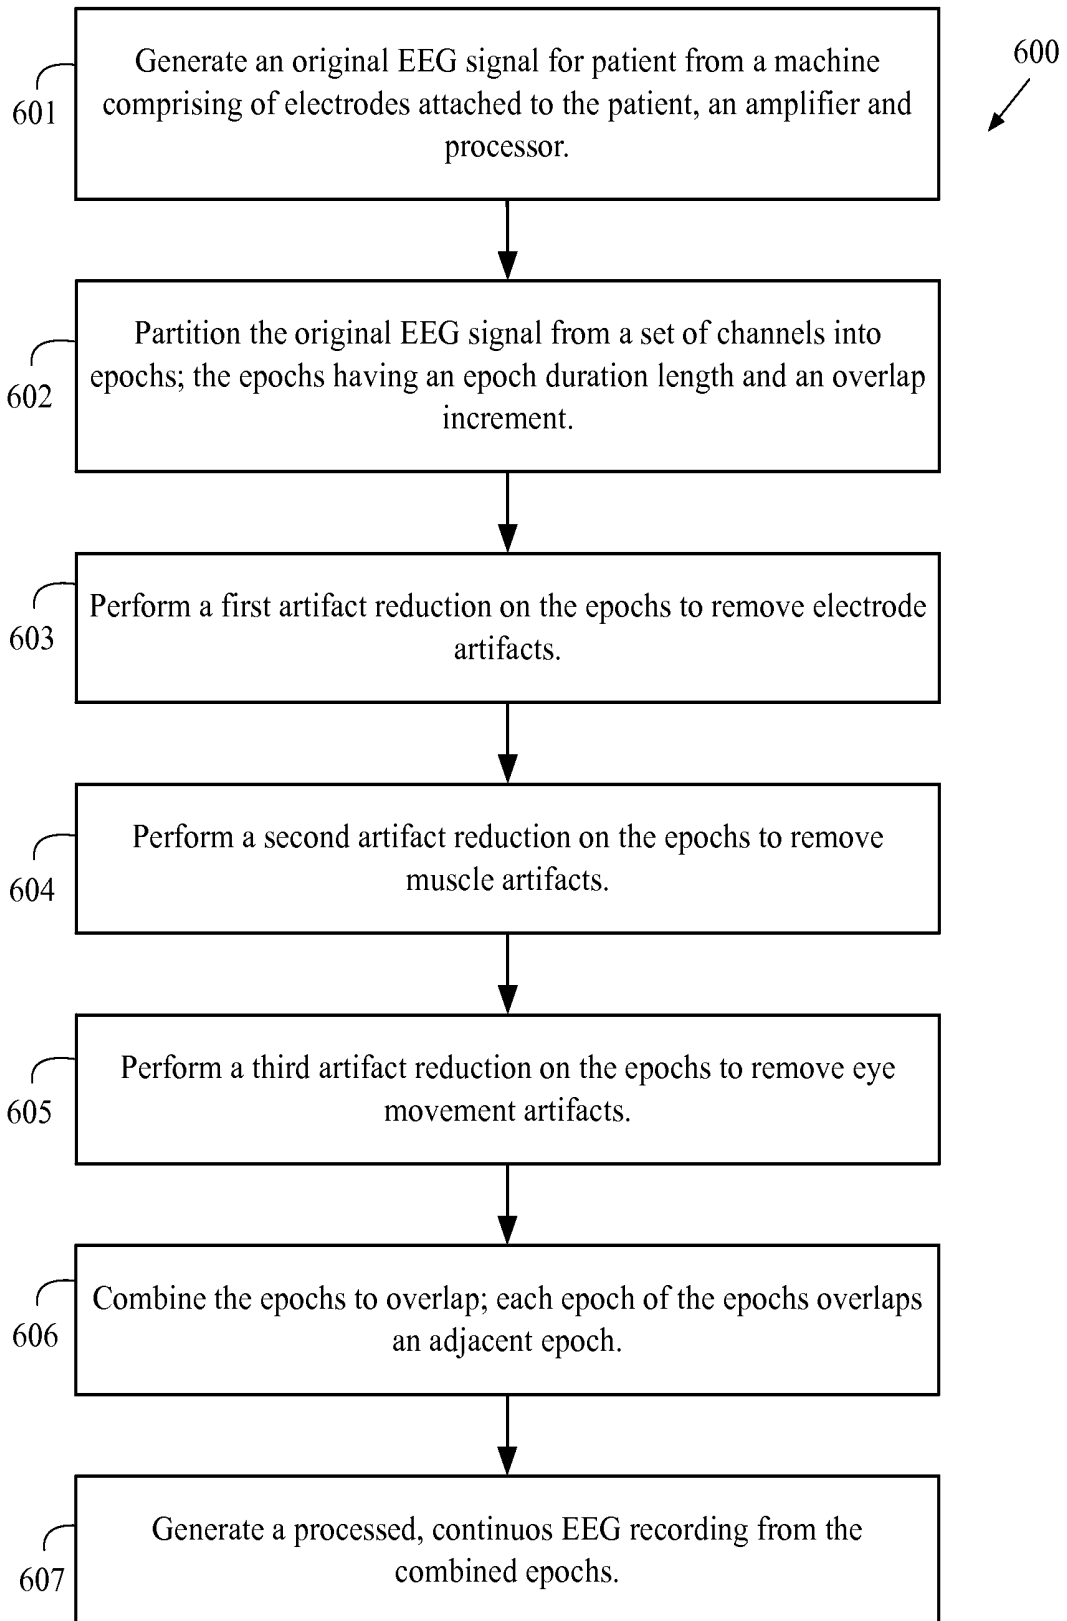 600
Generate an original EEG signal for patient from a machine
comprising of electrodes attached to the patient, an amplifier and
processor.
601
Partition the original EEG signal from a set of channels into
epochs; the epochs having an epoch duration length and an overlap
increment.
602
Perform a first artifact reduction on the epochs to remove electrode
artifacts.
603
Perform a second artifact reduction on the epochs to remove
muscle artifacts.
604
Perform a third artifact reduction on the epochs to remove eye
movement artifacts.
605
Combine the epochs to overlap; each epoch of the epochs overlaps
an adjacent epoch.
606
Generate a processed, continuos EEG recording from the
combined epochs.
607